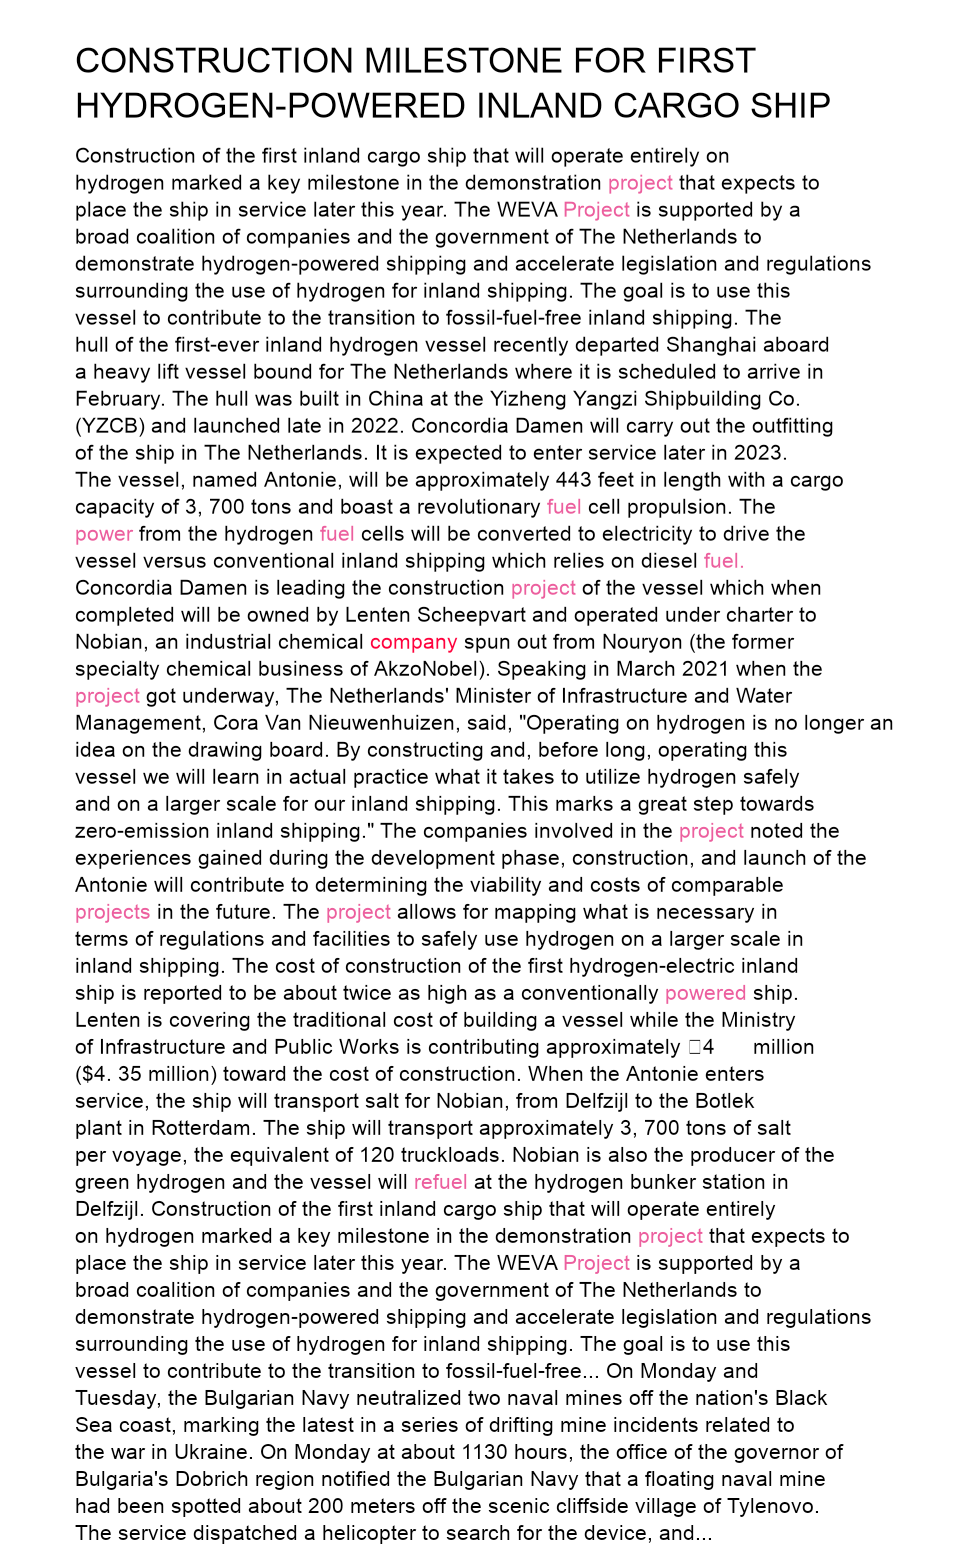 CONSTRUCTION MILESTONE FOR FIRST
HYDROGEN-POWERED INLAND CARGO SHIP
Construction of the first inland cargo ship that will operate entirely on
hydrogen marked a key milestone in the demonstration project that expects to
place the ship in service later this year. The WEVA Project is supported by a
broad coalition of companies and the government of The Netherlands to
demonstrate hydrogen-powered shipping and accelerate legislation and regulations
surrounding the use of hydrogen for inland shipping. The goal is to use this
vessel to contribute to the transition to fossil-fuel-free inland shipping. The
hull of the first-ever inland hydrogen vessel recently departed Shanghai aboard
a heavy lift vessel bound for The Netherlands where it is scheduled to arrive in
February. The hull was built in China at the Yizheng Yangzi Shipbuilding Co.
(YZCB) and launched late in 2022. Concordia Damen will carry out the outfitting
of the ship in The Netherlands. It is expected to enter service later in 2023.
The vessel, named Antonie, will be approximately 443 feet in length with a cargo
capacity of 3, 700 tons and boast a revolutionary fuel cell propulsion. The
power from the hydrogen fuel cells will be converted to electricity to drive the
vessel versus conventional inland shipping which relies on diesel fuel.
Concordia Damen is leading the construction project of the vessel which when
completed will be owned by Lenten Scheepvart and operated under charter to
Nobian, an industrial chemical company spun out from Nouryon (the former
specialty chemical business of AkzoNobel). Speaking in March 2021 when the
project got underway, The Netherlands' Minister of Infrastructure and Water
Management, Cora Van Nieuwenhuizen, said, "Operating on hydrogen is no longer an
idea on the drawing board. By constructing and, before long, operating this
vessel we will learn in actual practice what it takes to utilize hydrogen safely
and on a larger scale for our inland shipping. This marks a great step towards
zero-emission inland shipping." The companies involved in the project noted the
experiences gained during the development phase, construction, and launch of the
Antonie will contribute to determining the viability and costs of comparable
projects in the future. The project allows for mapping what is necessary in
terms of regulations and facilities to safely use hydrogen on a larger scale in
inland shipping. The cost of construction of the first hydrogen-electric inland
ship is reported to be about twice as high as a conventionally powered ship.
Lenten is covering the traditional cost of building a vessel while the Ministry
of Infrastructure and Public Works is contributing approximately 4 million
($4. 35 million) toward the cost of construction. When the Antonie enters
service, the ship will transport salt for Nobian, from Delfzijl to the Botlek
plant in Rotterdam. The ship will transport approximately 3, 700 tons of salt
per voyage, the equivalent of 120 truckloads. Nobian is also the producer of the
green hydrogen and the vessel will refuel at the hydrogen bunker station in
Delfzijl. Construction of the first inland cargo ship that will operate entirely
on hydrogen marked a key milestone in the demonstration project that expects to
place the ship in service later this year. The WEVA Project is supported by a
broad coalition of companies and the government of The Netherlands to
demonstrate hydrogen-powered shipping and accelerate legislation and regulations
surrounding the use of hydrogen for inland shipping. The goal is to use this
vessel to contribute to the transition to fossil-fuel-free... On Monday and
Tuesday, the Bulgarian Navy neutralized two naval mines off the nation's Black
Sea coast, marking the latest in a series of drifting mine incidents related to
the war in Ukraine. On Monday at about 1130 hours, the office of the governor of
Bulgaria's Dobrich region notified the Bulgarian Navy that a floating naval mine
had been spotted about 200 meters off the scenic cliffside village of Tylenovo.
The service dispatched a helicopter to search for the device, and...